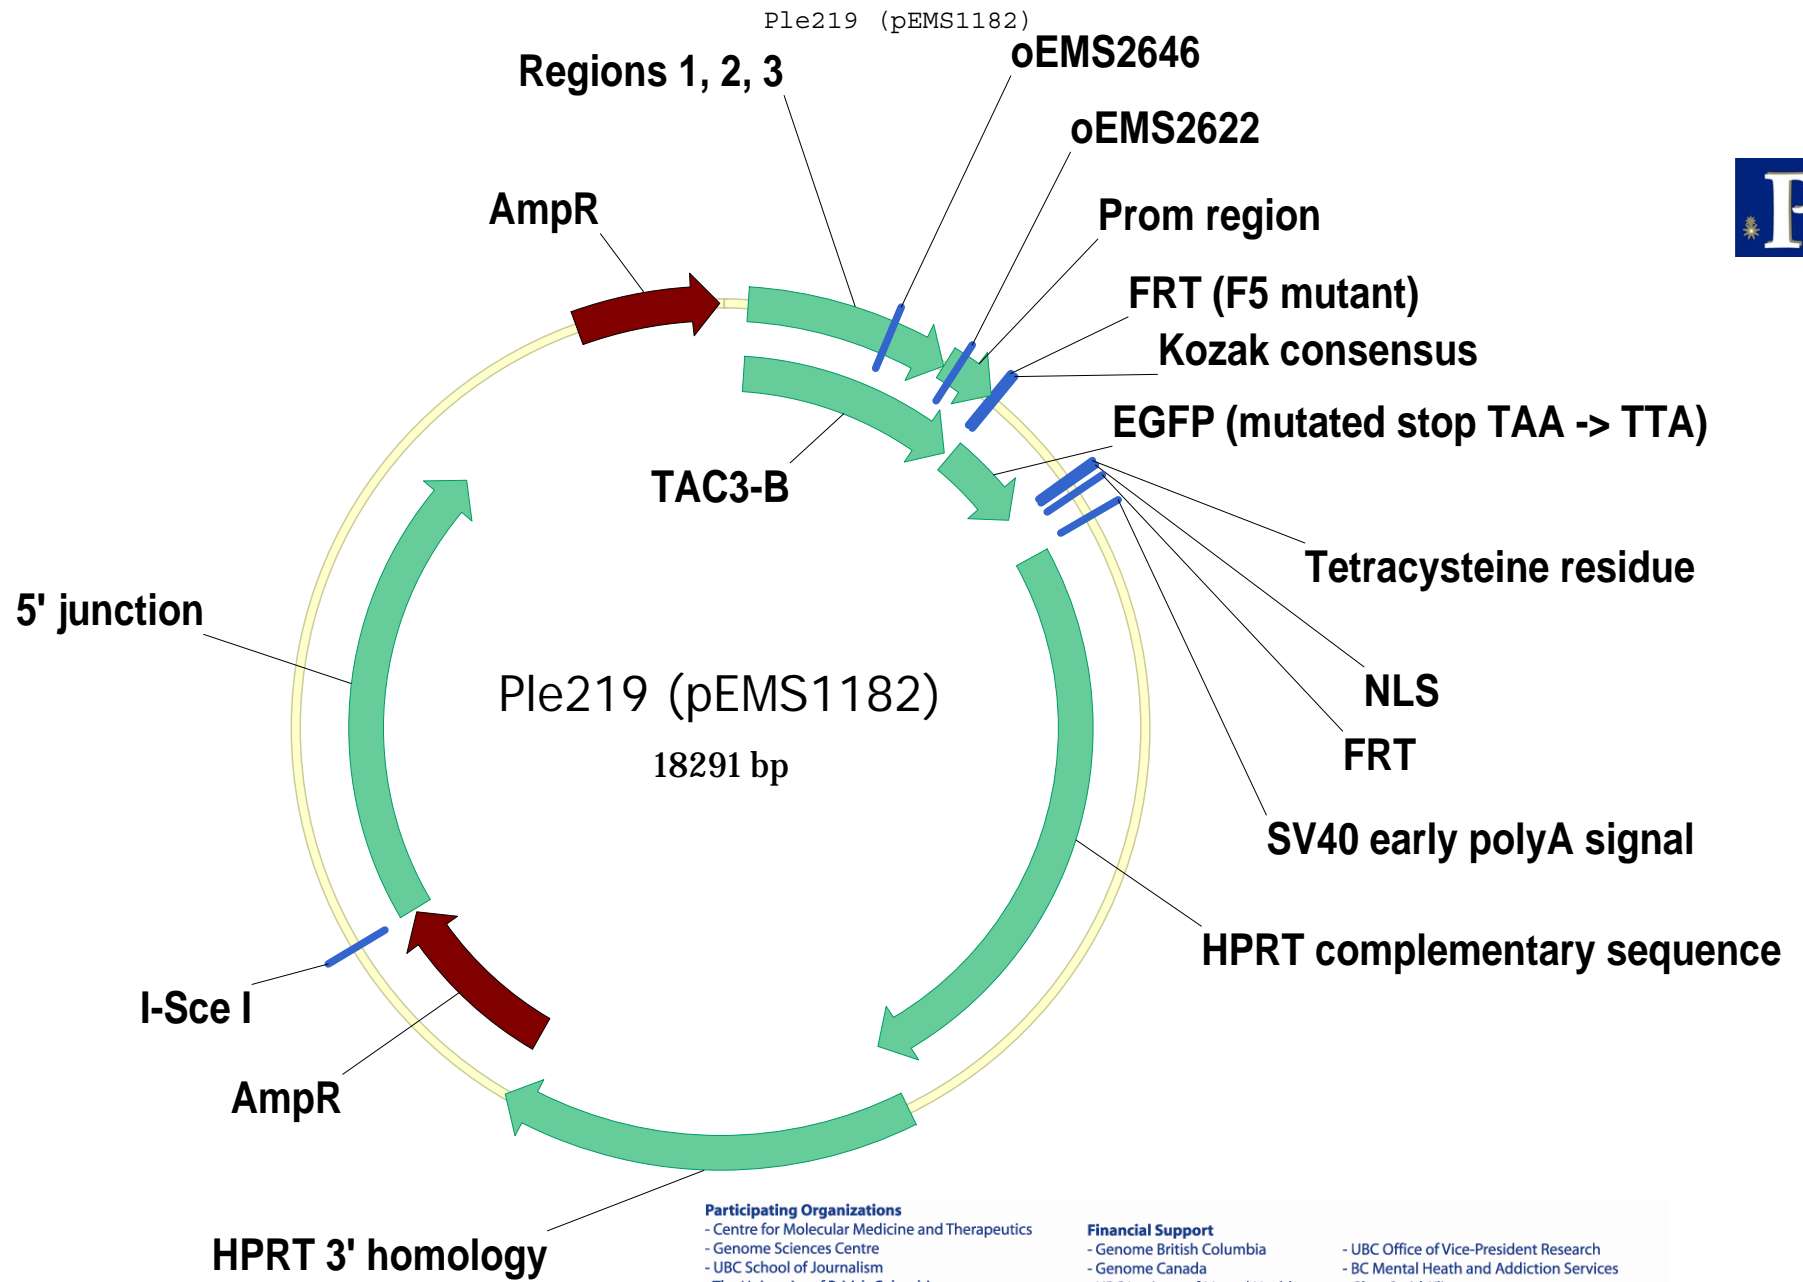 Ple219 (pEMS1182)
oEMS2646
Regions 1, 2, 3
oEMS2622
AmpR
Prom region
FRT (F5 mutant)
Kozak consensus
EGFP (mutated stop TAA -> TTA)
TAC3-B
Tetracysteine residue
5' junction
NLS
Ple219 (pEMS1182)
FRT
18291 bp
SV40 early polyA signal
HPRT complementary sequence
I-Sce I
AmpR
HPRT 3' homology
Participating Organizations
- Centre for Molecular Medicine and Therapeutics
- Genome Sciences Centre
- UBC School of Journalism
Financial Support
- Genome British Columbia
- Genome Canada
- UBC Office of Vice-President Research
- BC Mental Heath and Addiction Services